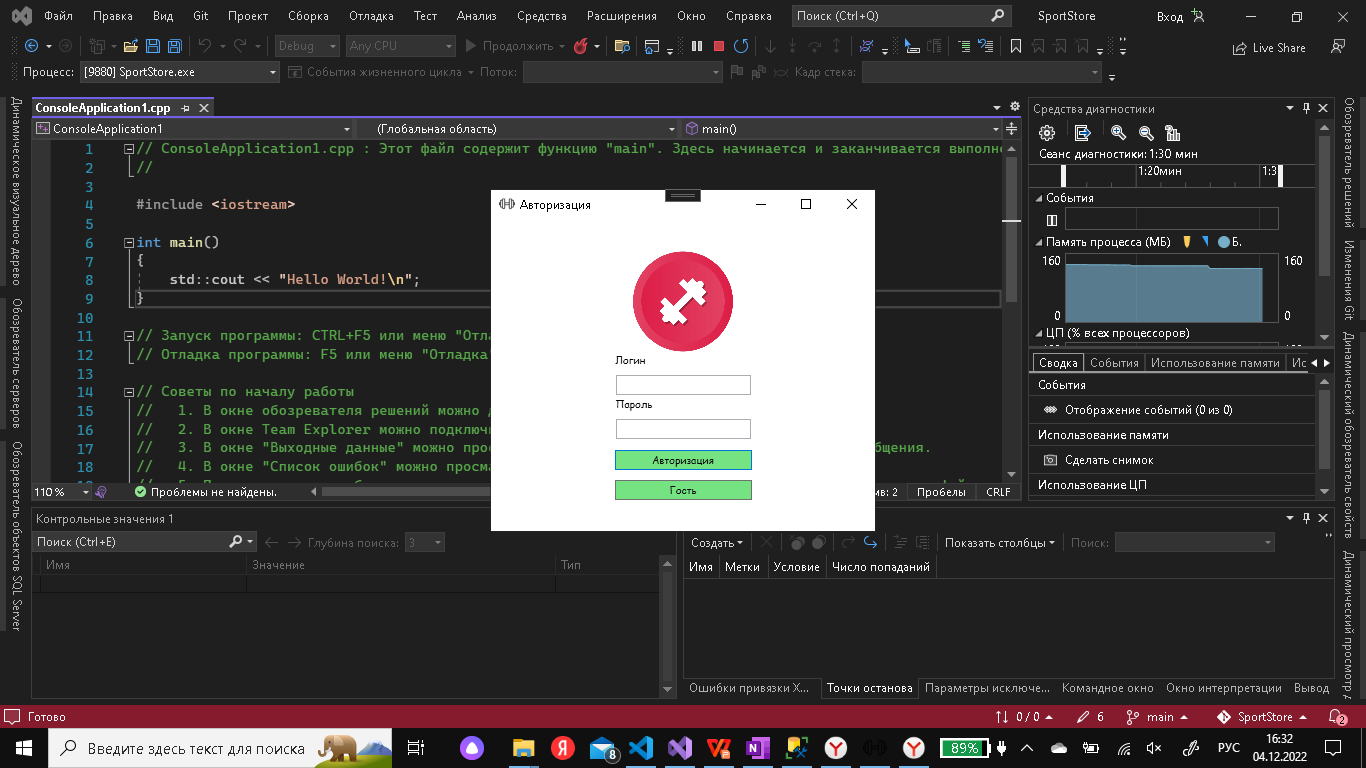 Файл Правка Вид Git Проект Сборка Отладка Тест Анализ Средства Расширения Окно Справка Поиск (Ctrl+Q) SportStore Вход
Debug Any CPU Продолжить Live Share
Процесс: [9880] SportStore.exe События жизненного цикла Поток: Кадр стека:
Динамическое визуальное дерево
Обозреватель серверов
Обозреватель объектов SQL Server
ConsoleApplication1.cpp
ConsoleApplication1 (Глобальная область) main()
1 // ConsoleApplication1.cpp : Этот файл содержит функцию "main". Здесь начинается и заканчивается выполн
2 //
3
4 #include <iostream>
5
6 int main()
7 {
8 std::cout << "Hello World!\n";
9 }
10
11 // Запуск программы: CTRL+F5 или меню "Отла
12 // Отладка программы: F5 или меню "Отладка"
13
14 // Советы по началу работы
15 // 1. В окне обозревателя решений можно
16 // 2. В окне Team Explorer можно подключ
17 // 3. В окне "Выходные данные" можно про общения.
18 // 4. В окне "Список ошибок" можно просм
110 % Проблемы не найдены. мв: 2 Пробелы CRLF
Авторизация
Логин
Пароль
Авторизация
Гость
Средства диагностики
Сеанс диагностики: 1:30 мин
1:20мин 1:3
События
Память процесса (МБ) Б.
160 160
0 0
ЦП (% всех процессоров)
Сводка События Использование памяти Ис
События
Отображение событий (0 из 0)
Использование памяти
Сделать снимок
Использование ЦП
Обозреватель решений
Изменения Git
Динамический обозреватель свойств
Динамический просмотр
Контрольные значения 1
Поиск (Ctrl+E) Глубина поиска: 3
Имя Значение Тип
Создать Показать столбцы Поиск:
Имя Метки Условие Число попаданий
Ошибки привязки X... Точки останова Параметры исключе... Командное окно Окно интерпретации Вывод
Готово 0 / 0 6 main SportStore 2
Введите здесь текст для поиска 8 89% РУС 16:32
04.12.2022